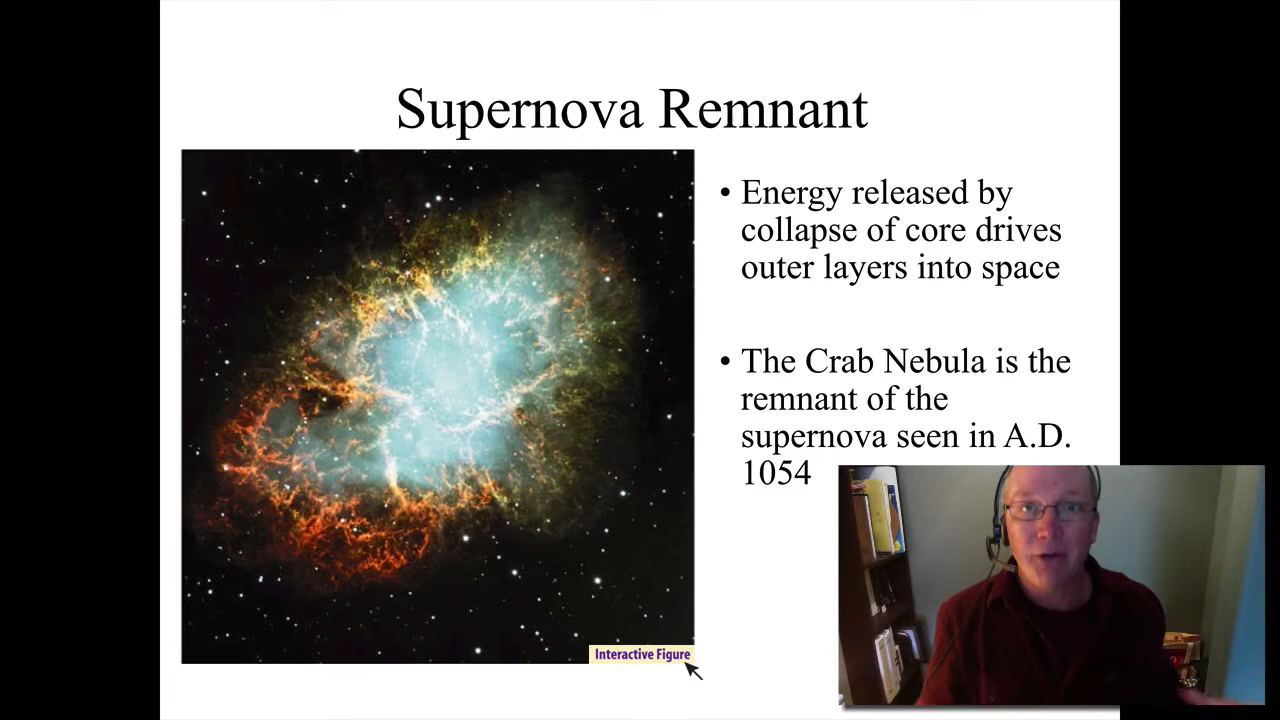 Supernova Remnant
• Energy released by
collapse of core drives
outer layers into space
• The Crab Nebula is the
remnant of the
supernova seen in A.D.
1054
Interactive Figure